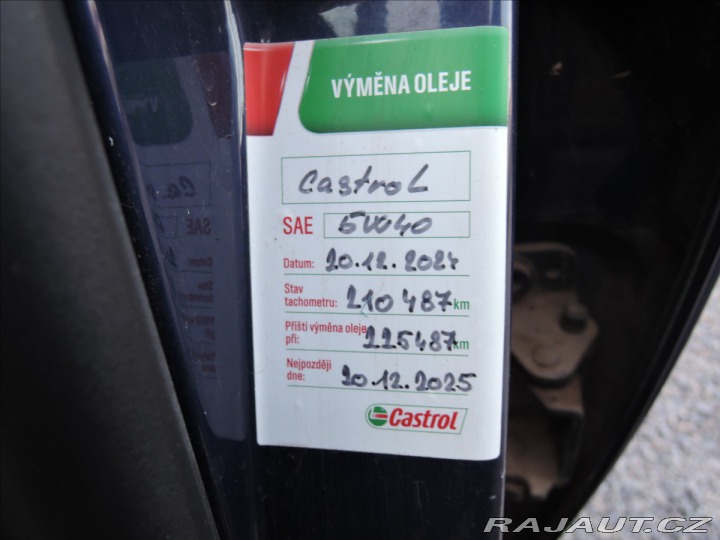 VÝMĚNA OLEJE
Castrol
SAE 5W40
Datum: 20.12.2024
Stav tachometru: 210 487 km
Příští výměna oleje při: 225487 km
Nejpozději dne: 20.12.2025
Castrol
RAJAUT.CZ